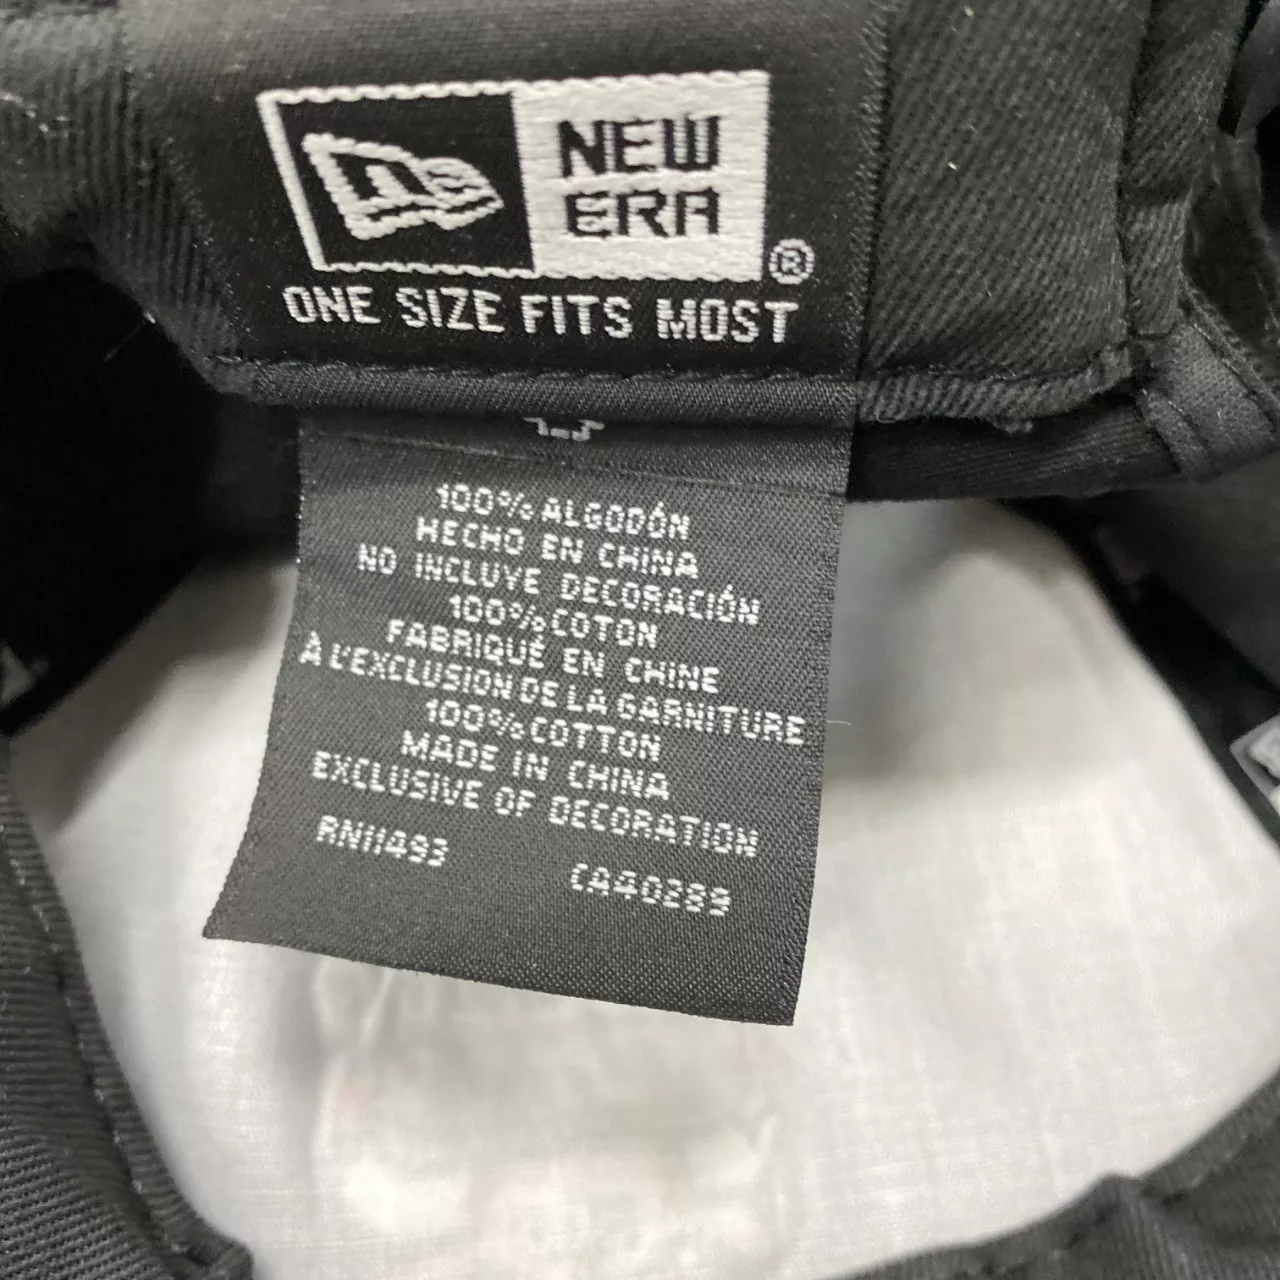 NEW
ERA
®
ONE SIZE FITS MOST
100% ALGODÓN
HECHO EN CHINA
NO INCLUYE DECORACIÓN
100% COTON
FABRIQUÉ EN CHINE
À L'EXCLUSION DE LA GARNITURE
100% COTTON
MADE IN CHINA
EXCLUSIVE OF DECORATION
RN11493
CA40289